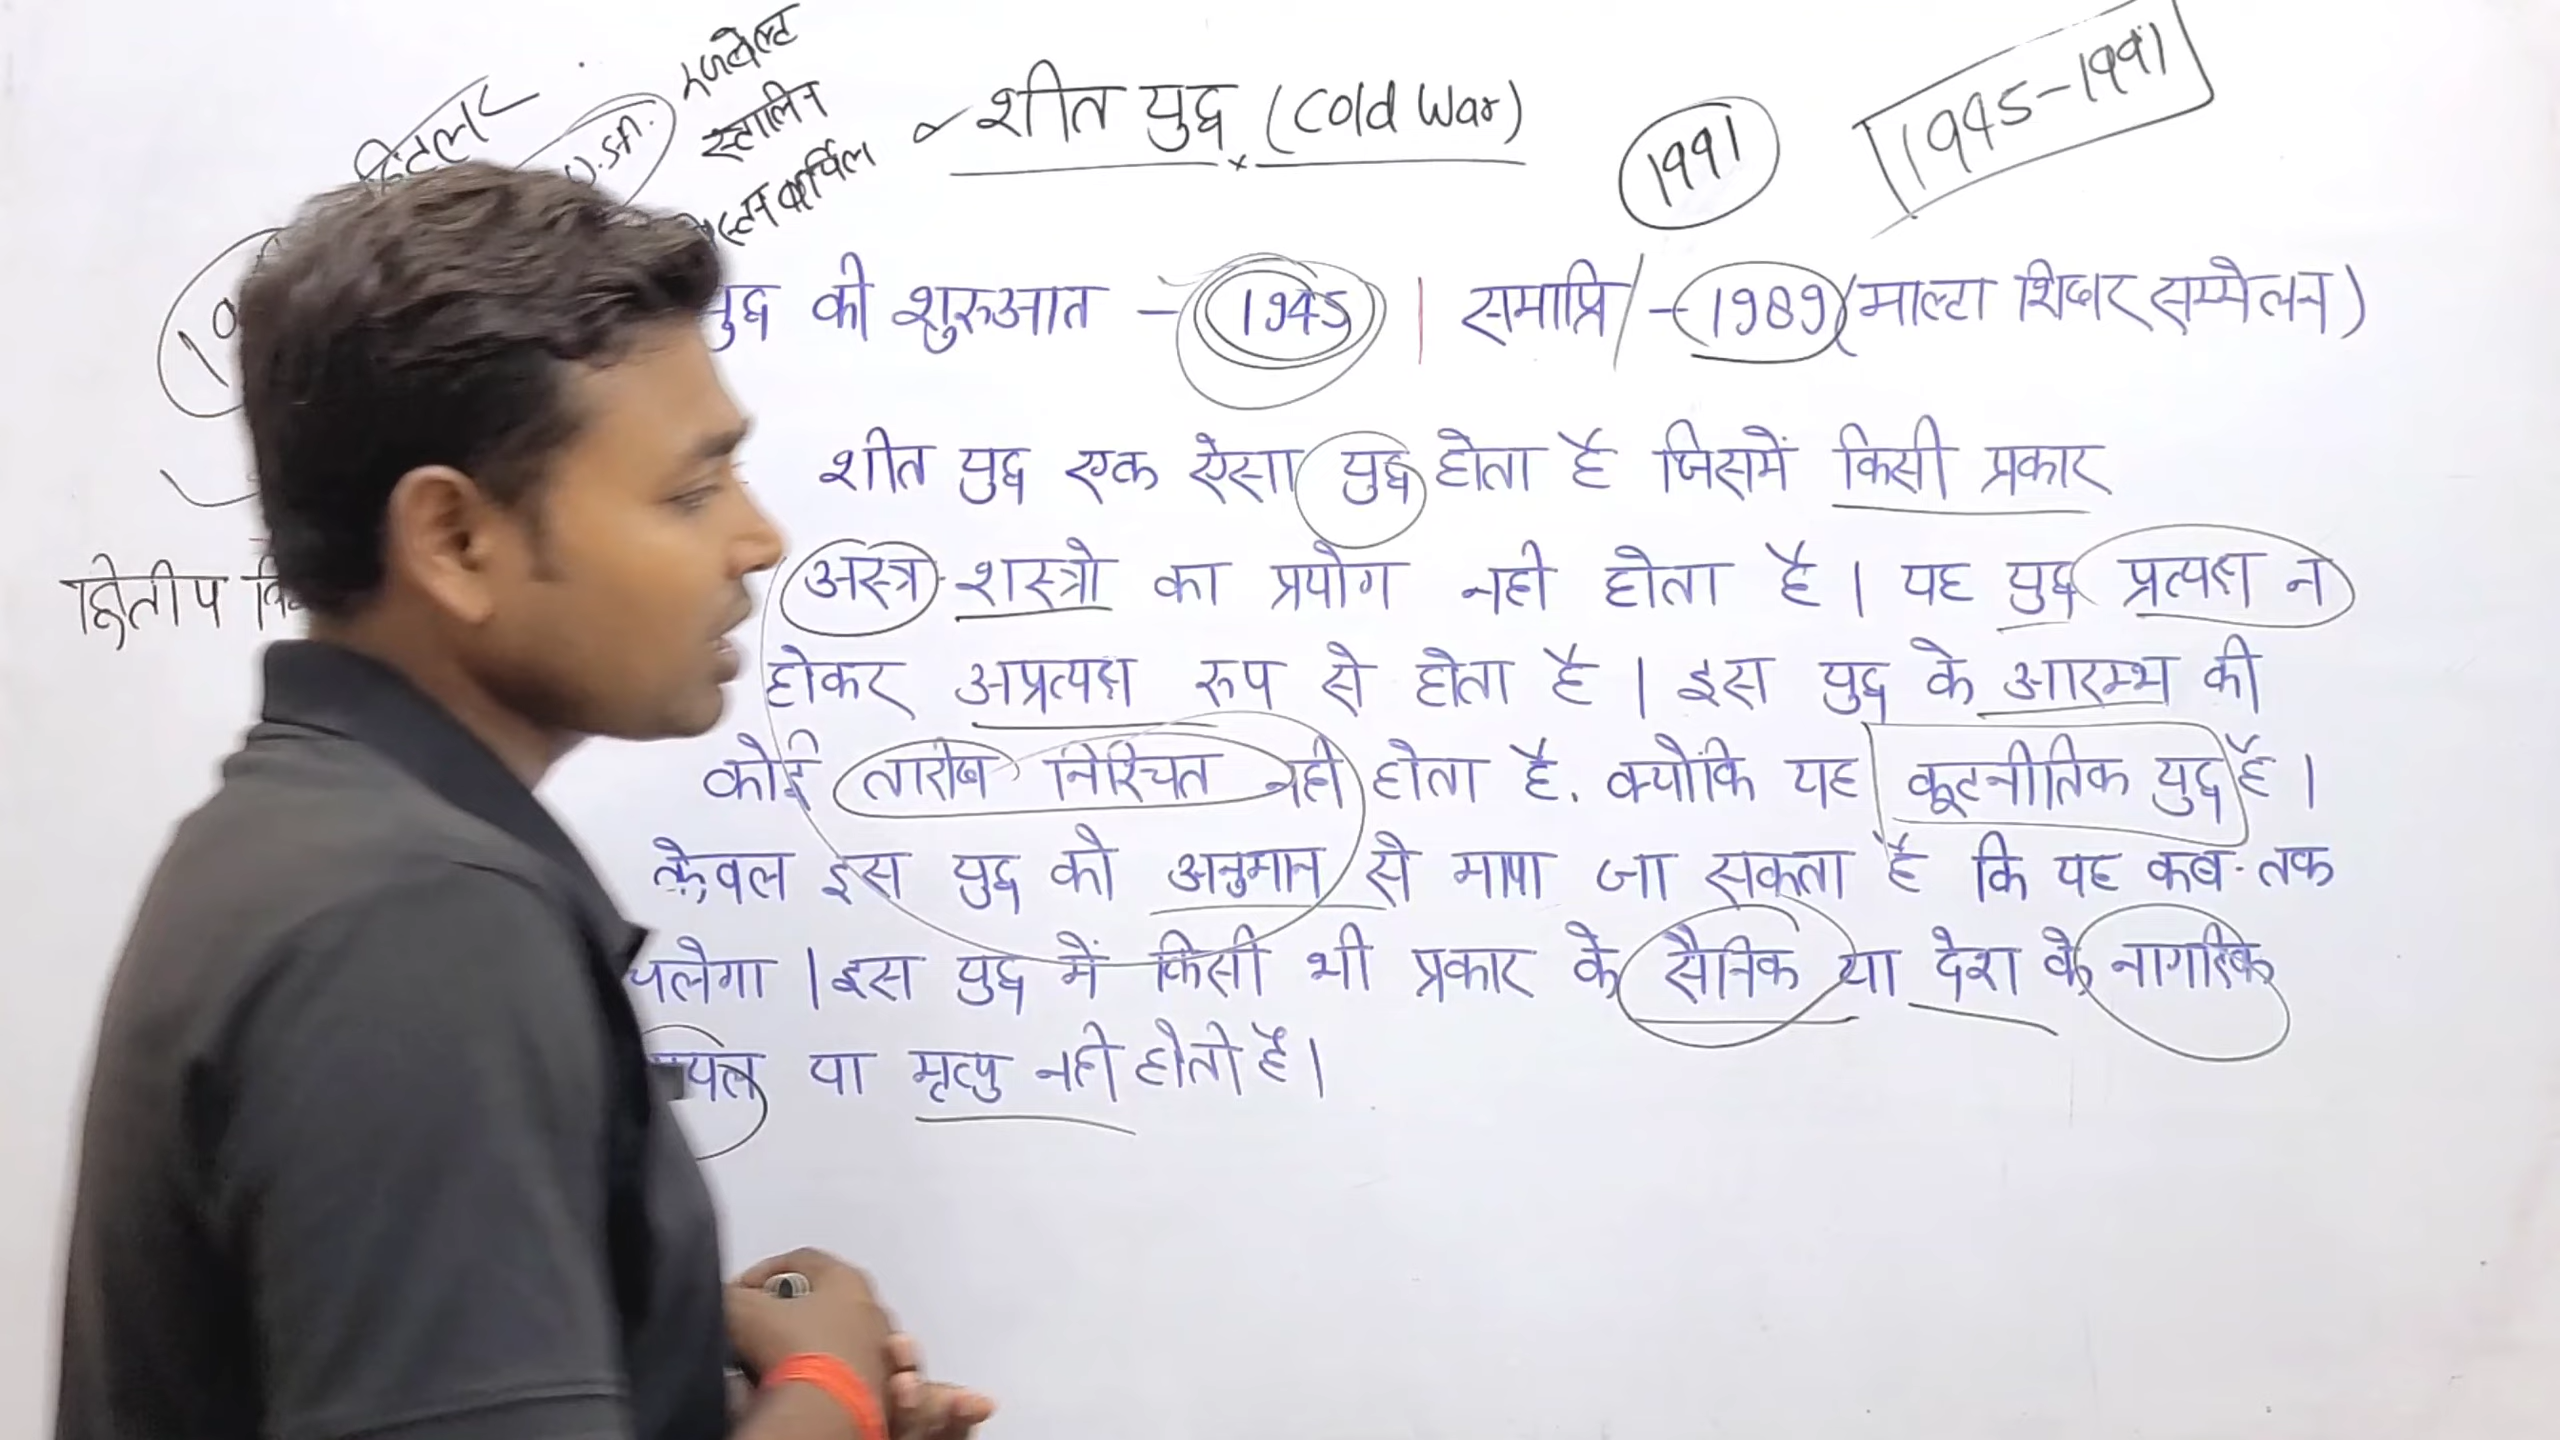 हिटलर
रुजवेल्ट
स्तालिन
चर्चिल
शीत युद्ध (Cold War)
1991
1945-1991
युद्ध की शुरुआत - 1945 | समाप्ति - 1989 (माल्टा शिखर सम्मेलन)
शीत युद्ध एक ऐसा युद्ध होता है जिसमें किसी प्रकार
द्वितीय
अस्त्र-शस्त्रो का प्रयोग नही होता है। यह युद्ध प्रत्यक्ष न
होकर अप्रत्यक्ष रूप से होता है। इस युद्ध के आरम्भ की
कोई तारीख निश्चित नही होता है. क्योंकि यह कूटनीतिक युद्ध है।
केवल इस युद्ध को अनुमान से मापा जा सकता है कि यह कब-तक
चलेगा। इस युद्ध में किसी भी प्रकार के सैनिक या देश के नागरिक
या मृत्यु नही होती है।